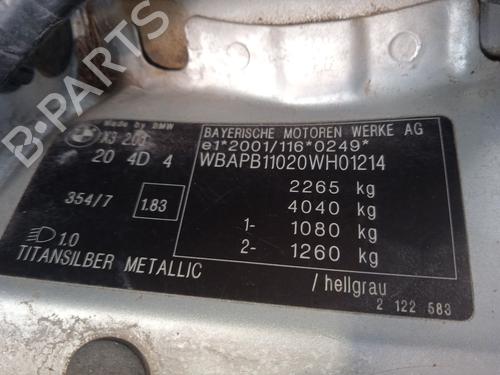 Made by BMW
X3 2.0D
20 4D 4
354/7
1.83
1.0
TITANSILBER METALLIC
BAYERISCHE MOTOREN WERKE AG
e1*2001/116*0249*
WBAPB11020WH01214
2265 kg
4040 kg
1- 1080 kg
2- 1260 kg
/hellgrau
2 122 583
B-PARTS